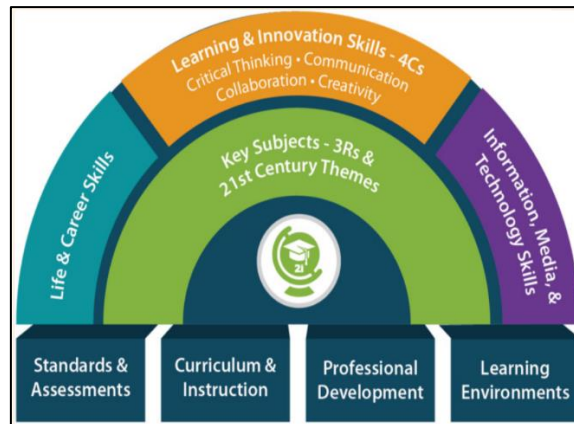 Learning & Innovation Skills - 4Cs
Critical Thinking • Communication
Collaboration • Creativity
Life & Career Skills
Key Subjects - 3Rs &
21st Century Themes
Information, Media, &
Technology Skills
21
Standards &
Assessments
Curriculum &
Instruction
Professional
Development
Learning
Environments